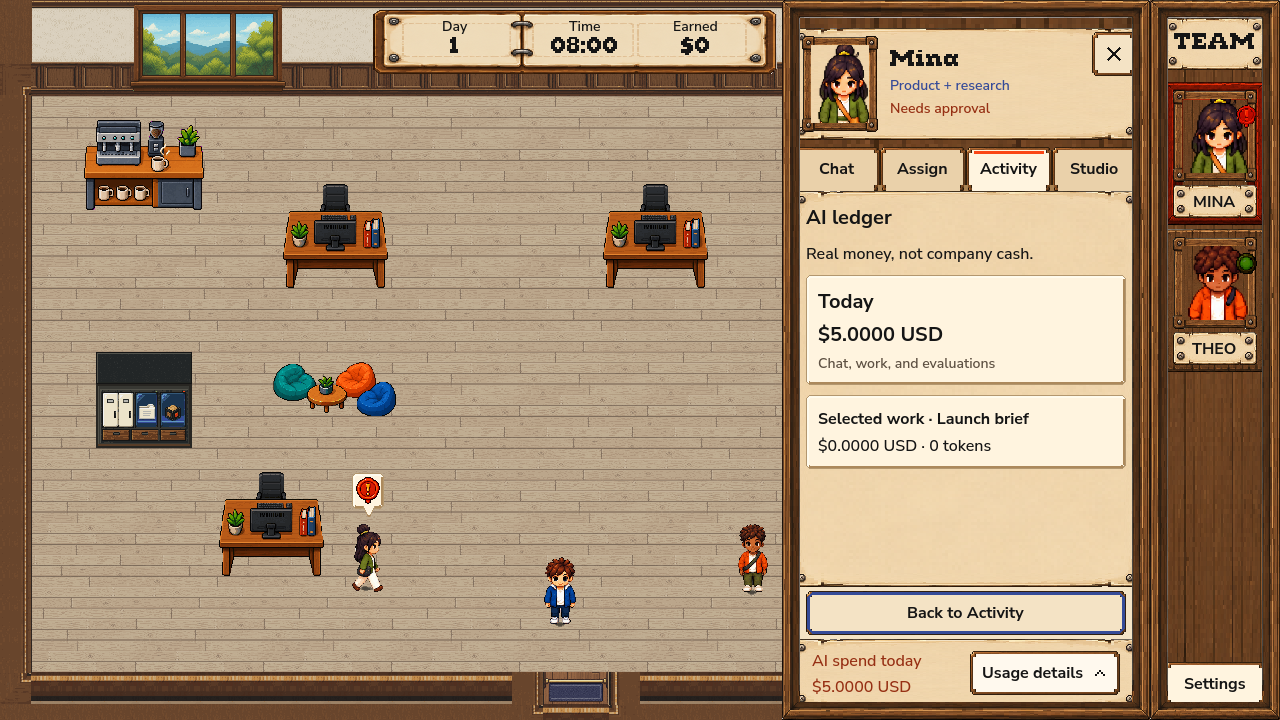 Day
1
Time
08:00
Earned
$0
Mina
Product + research
Needs approval
Chat
Assign
Activity
Studio
AI ledger
Real money, not company cash.
Today
$5.0000 USD
Chat, work, and evaluations
Selected work · Launch brief
$0.0000 USD · 0 tokens
Back to Activity
AI spend today
$5.0000 USD
Usage details
TEAM
MINA
THEO
Settings